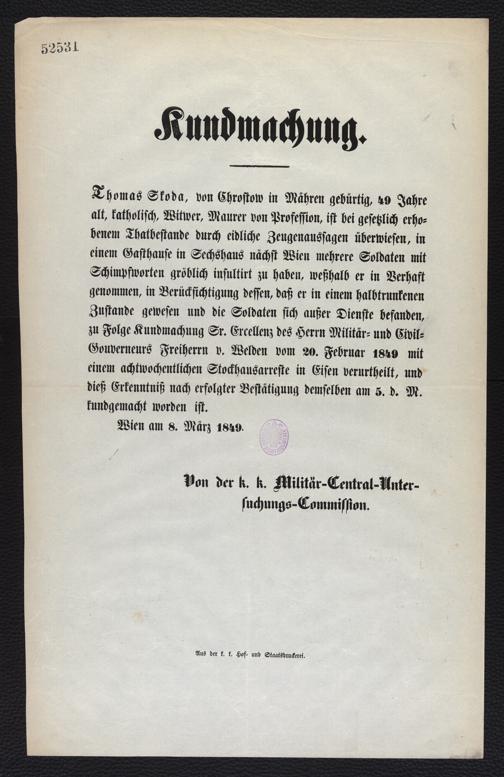 52531
Kundmachung.
Thomas Skoda, von Chrostow in Mähren gebürtig, 49 Jahre
alt, katholisch, Witwer, Maurer von Profession, ist bei gesetzlich erho-
benem Thatbestande durch eidliche Zeugenaussagen überwiesen, in
einem Gasthause in Sechshaus nächst Wien mehrere Soldaten mit
Schimpfworten gröblich insultirt zu haben, weßhalb er in Verhaft
genommen, in Berücksichtigung dessen, daß er in einem halbtrunkenen
Zustande gewesen und die Soldaten sich außer Dienste befanden,
zu Folge Kundmachung Sr. Excellenz des Herrn Militär- und Civil-
Gouverneurs Freiherrn v. Welden vom 20. Februar 1849 mit
einem achtwochentlichen Stockhausarreste in Eisen verurtheilt, und
dieß Erkenntniß nach erfolgter Bestätigung demselben am 5. d. M.
kundgemacht worden ist.
Wien am 8. März 1849.
Von der k. k. Militär-Central-Unter-
suchungs-Commission.
Aus der k. k. Hof- und Staatsdruckerei.